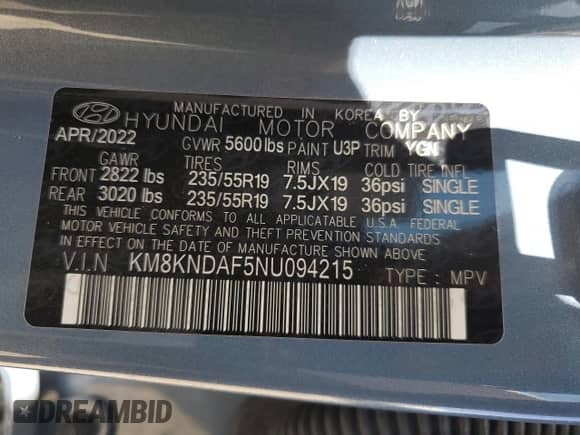 MANUFACTURED IN KOREA BY
HYUNDAI MOTOR COMPANY
APR/2022 GVWR 5600lbs PAINT U3P TRIM YGN
GAWR TIRES RIMS COLD TIRE INFL
FRONT 2822 lbs 235/55R19 7.5JX19 36psi SINGLE
REAR 3020 lbs 235/55R19 7.5JX19 36psi SINGLE
THIS VEHICLE CONFORMS TO ALL APPLICABLE U.S.A. FEDERAL
MOTOR VEHICLE SAFETY AND THEFT PREVENTION STANDARDS
IN EFFECT ON THE DATE OF MANUFACTURE SHOWN ABOVE
V.I.N KM8KNDAF5NU094215 TYPE : MPV
DREAMBID